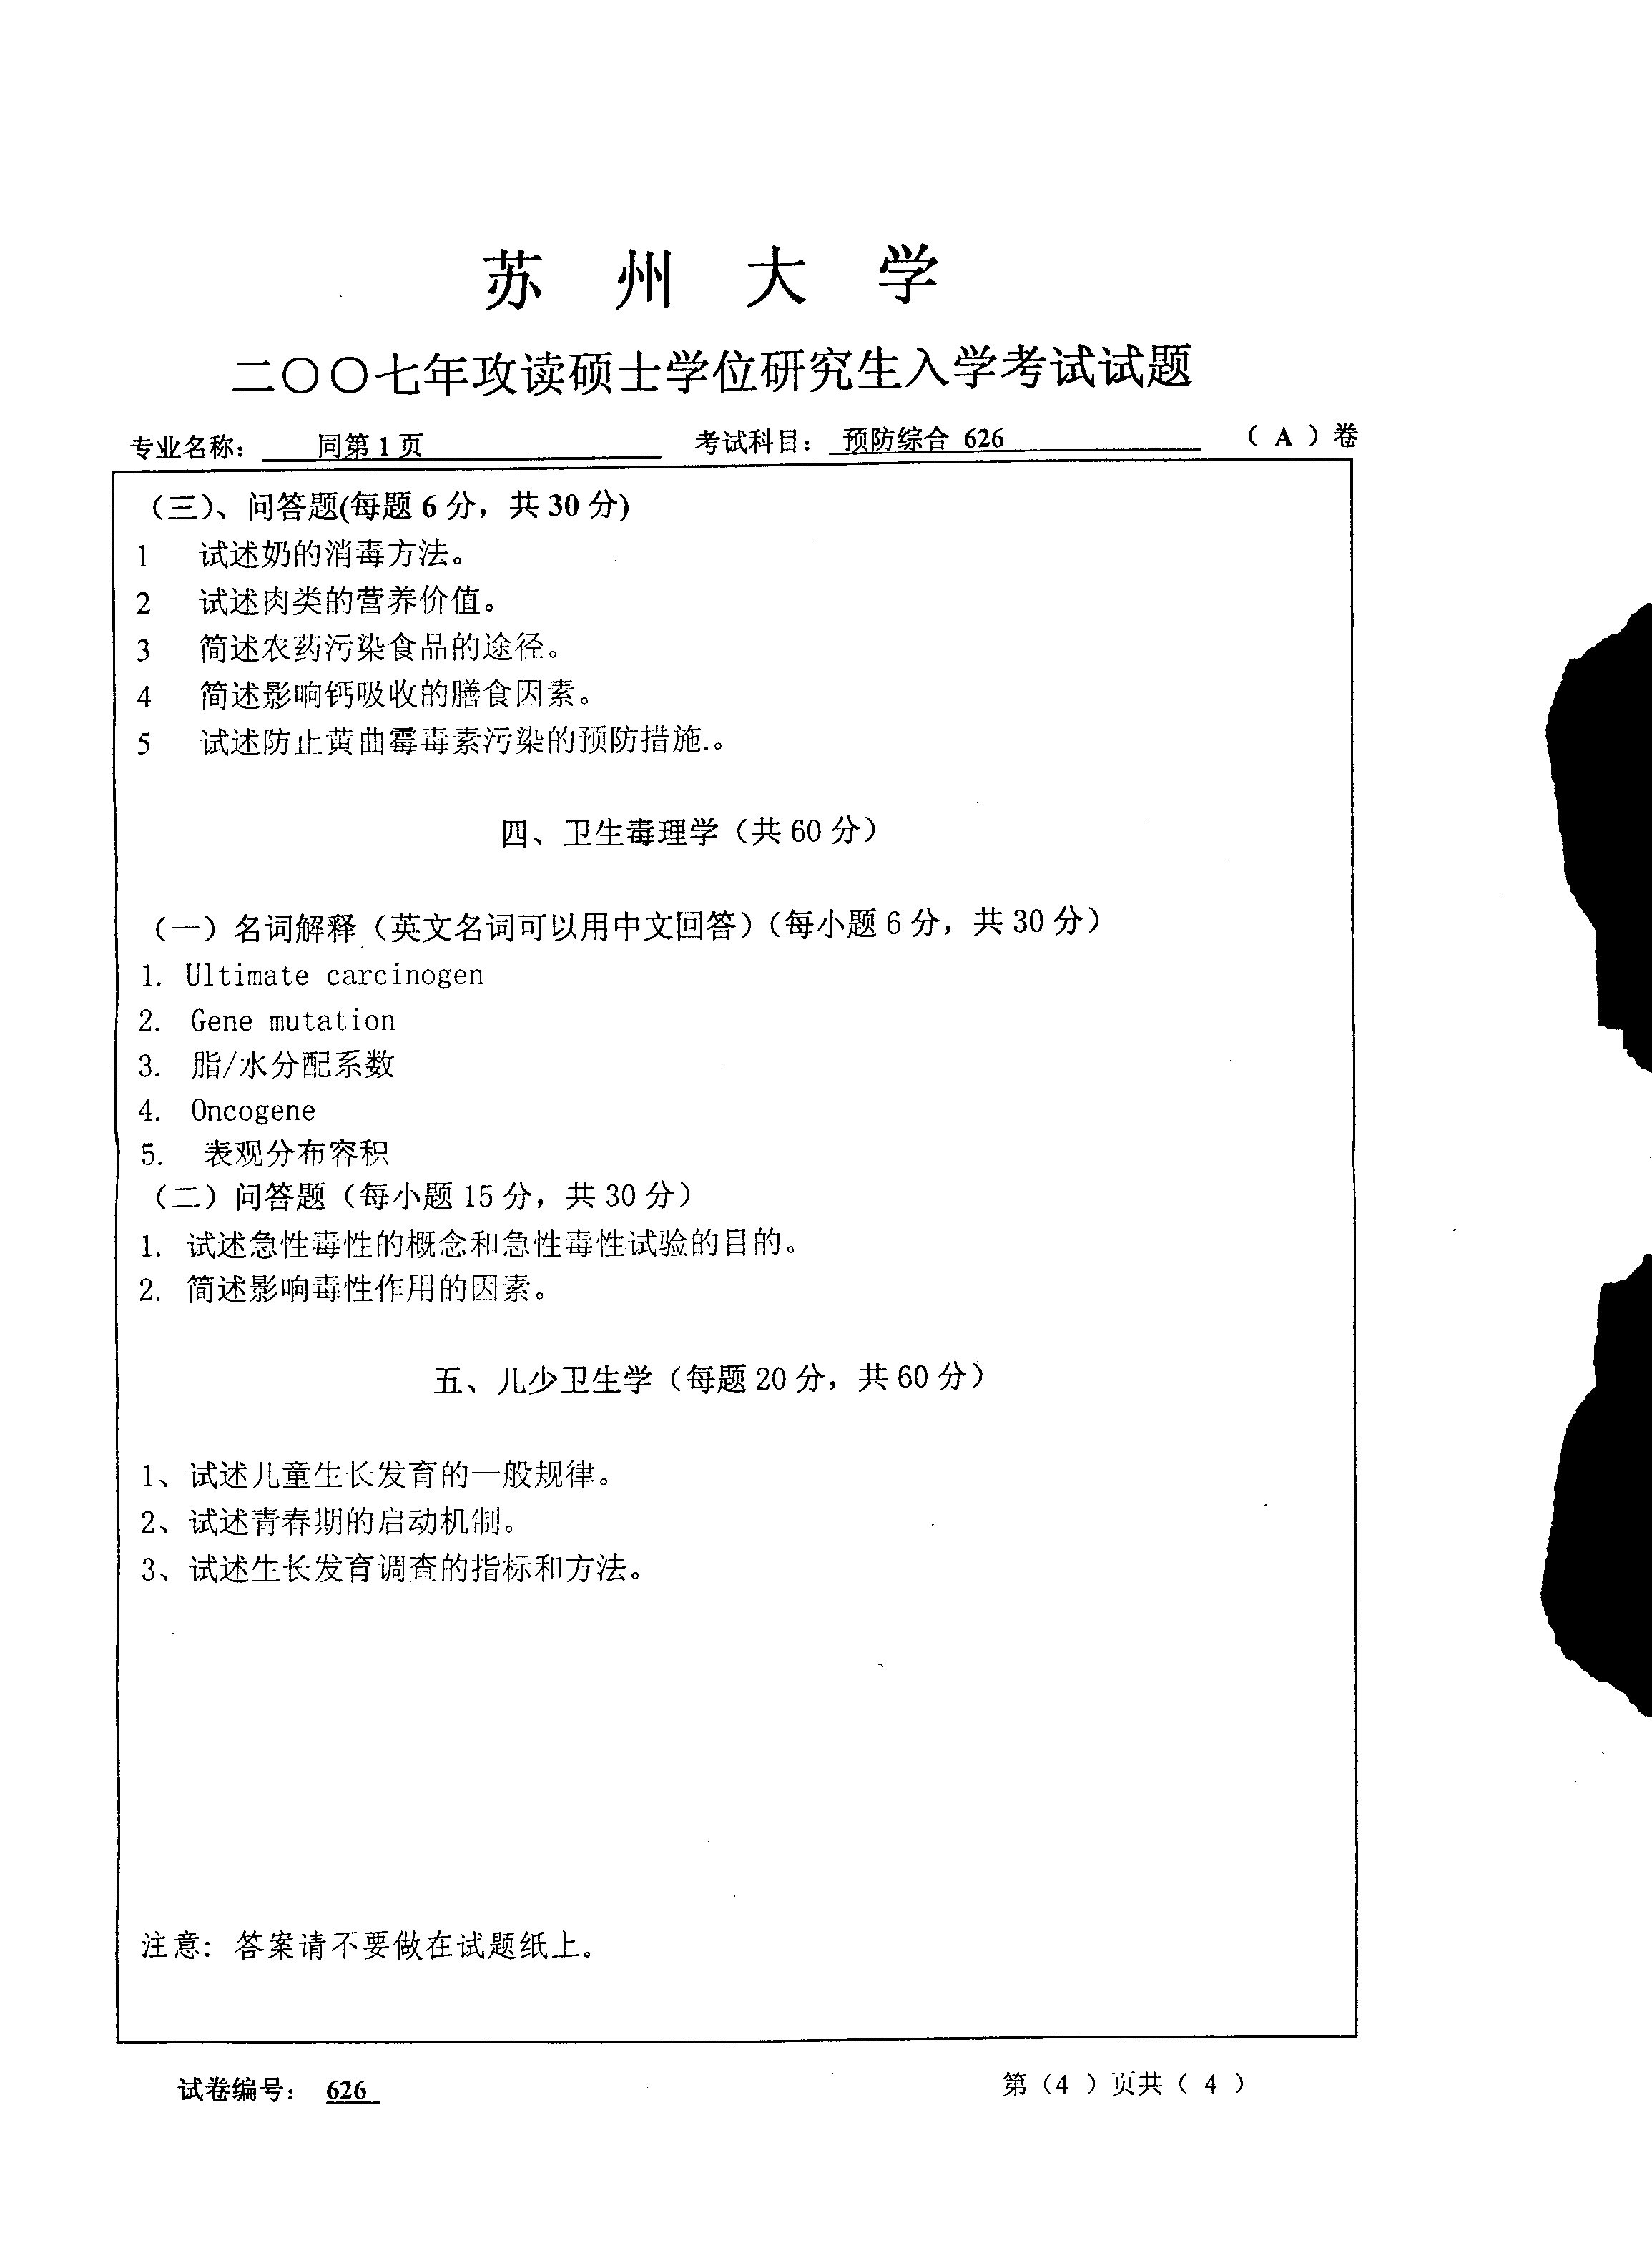 苏 州 大 学
二〇〇七年攻读硕士学位研究生入学考试试题
专业名称: 同第1页 考试科目: 预防综合 626 ( A )卷
(三)、问答题(每题6分，共30分)
1 试述奶的消毒方法。
2 试述肉类的营养价值。
3 简述农药污染食品的途径。
4 简述影响钙吸收的膳食因素。
5 试述防止黄曲霉毒素污染的预防措施.。
四、卫生毒理学（共60分）
（一）名词解释（英文名词可以用中文回答）（每小题6分，共30分）
1. Ultimate carcinogen
2. Gene mutation
3. 脂/水分配系数
4. Oncogene
5. 表观分布容积
（二）问答题（每小题15分，共30分）
1. 试述急性毒性的概念和急性毒性试验的目的。
2. 简述影响毒性作用的因素。
五、儿少卫生学（每题20分，共60分）
1、试述儿童生长发育的一般规律。
2、试述青春期的启动机制。
3、试述生长发育调查的指标和方法。
注意: 答案请不要做在试题纸上。
试卷编号: 626 第（4 ）页共（ 4 ）